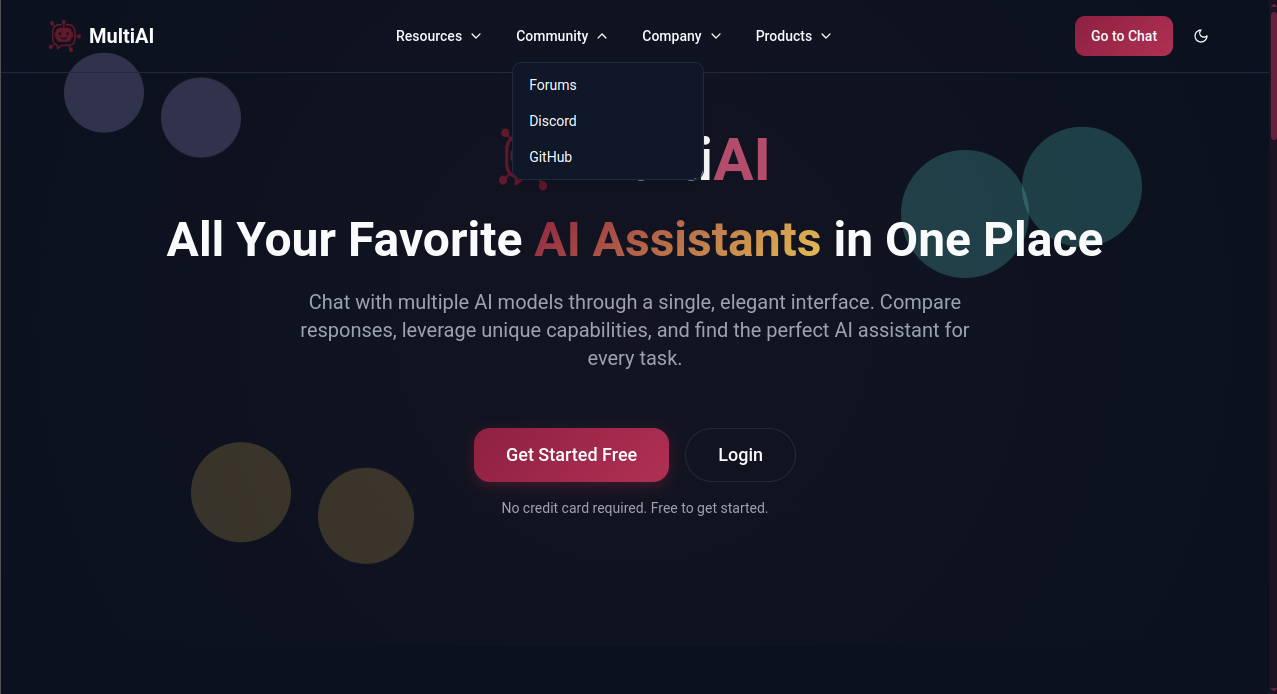 MultiAI
Resources
Community
Company
Products
Go to Chat
Forums
Discord
GitHub
AI
All Your Favorite AI Assistants in One Place
Chat with multiple AI models through a single, elegant interface. Compare
responses, leverage unique capabilities, and find the perfect AI assistant for
every task.
Get Started Free
Login
No credit card required. Free to get started.